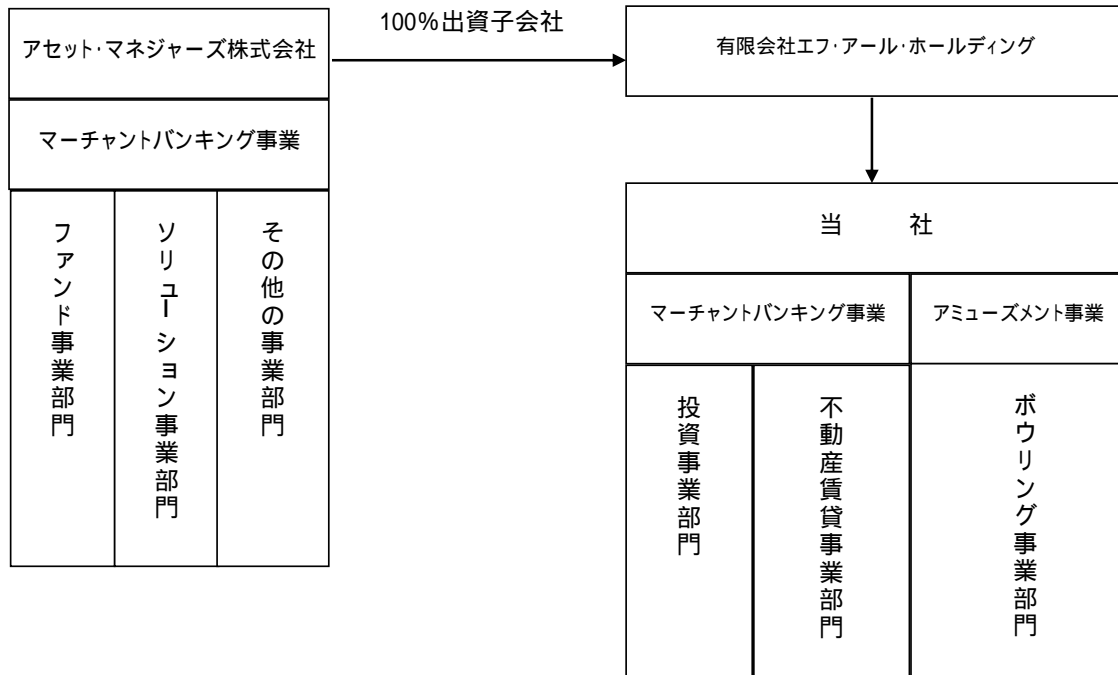 アセット・マネジャーズ株式会社
100%出資子会社
有限会社エフ・アール・ホールディング
マーチャントバンキング事業
ファンド事業部門
ソリューション事業部門
その他の事業部門
当　社
マーチャントバンキング事業
アミューズメント事業
投資事業部門
不動産賃貸事業部門
ボウリング事業部門